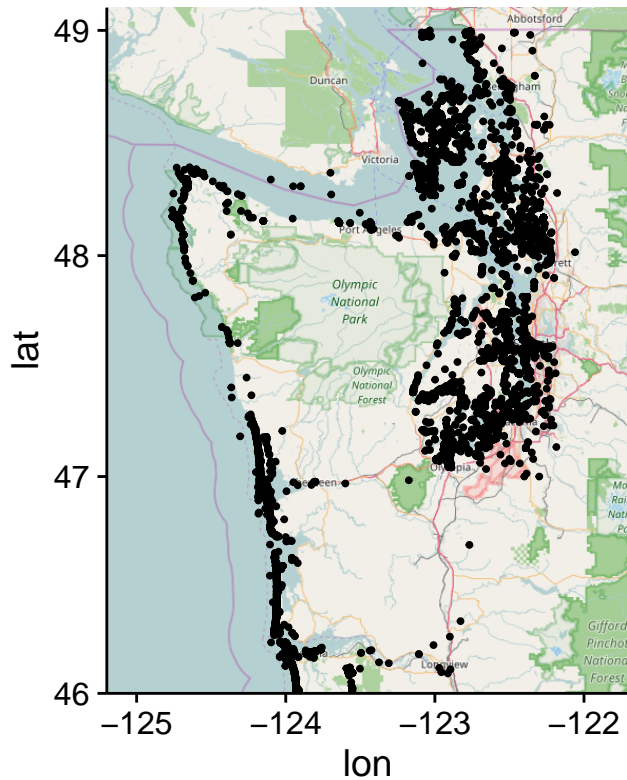 Abbotsford
49
Duncan
Victoria
Port Angeles
48
lat
Olympic
National
Park
Olympic
National
Forest
47
Olympia
Gifford
Pinchot
National
Forest
Longview
46
−125
−124
−123
−122
lon